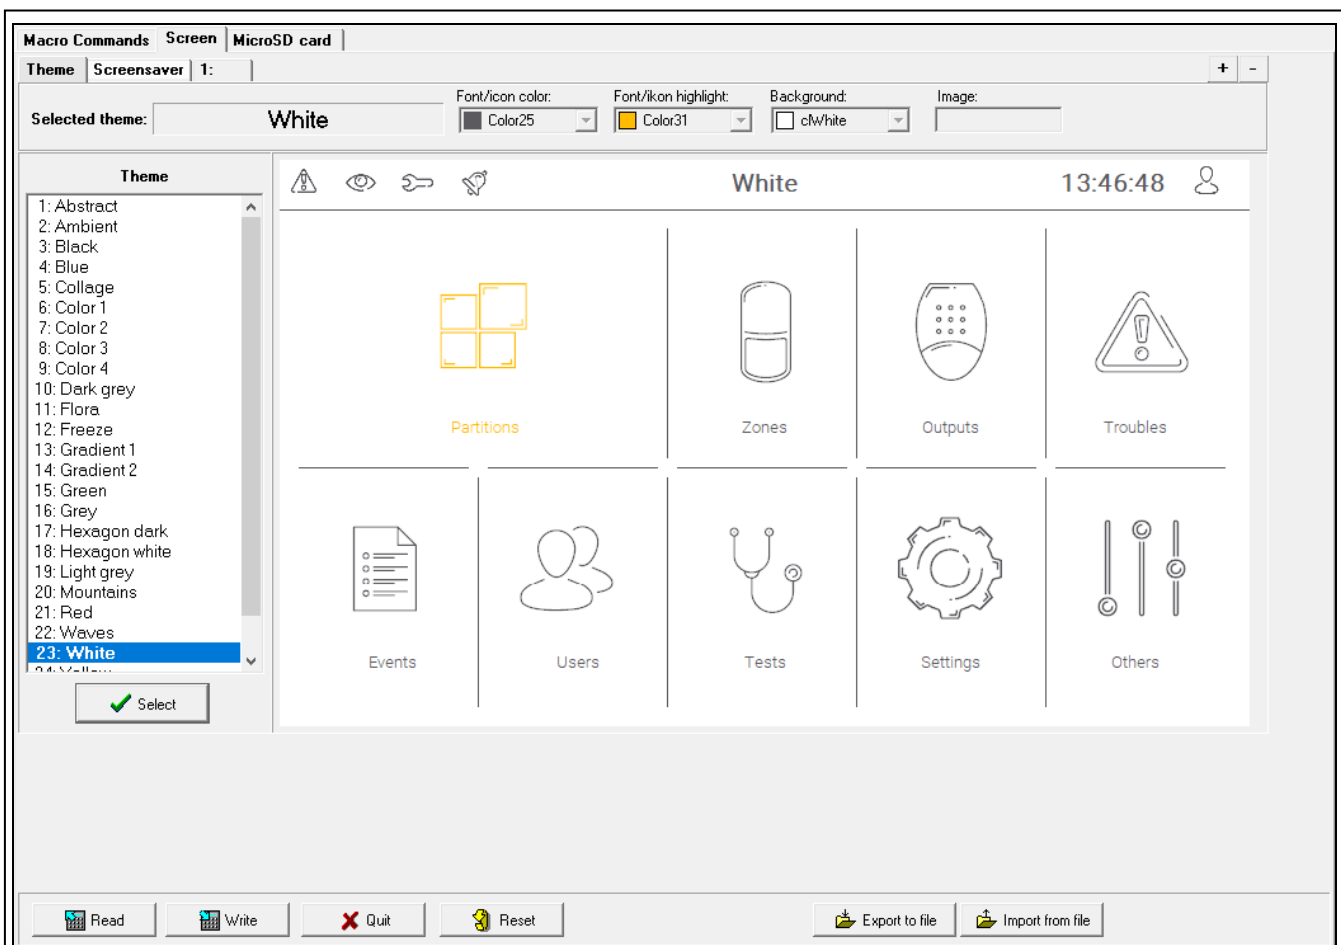 Macro Commands Screen MicroSD card
Theme Screensaver 1: + -
Font/icon color: Font/ikon highlight: Background: Image:
Selected theme: White Color25 Color31 clWhite
Theme
White 13:46:48
1: Abstract
2: Ambient
3: Black
4: Blue
5: Collage
6: Color 1
7: Color 2
8: Color 3
9: Color 4
10: Dark grey
11: Flora
12: Freeze
13: Gradient 1
14: Gradient 2
15: Green
16: Grey
17: Hexagon dark
18: Hexagon white
19: Light grey
20: Mountains
21: Red
22: Waves
23: White
24: Yellow
Select
Partitions Zones Outputs Troubles
Events Users Tests Settings Others
Read Write Quit Reset Export to file Import from file